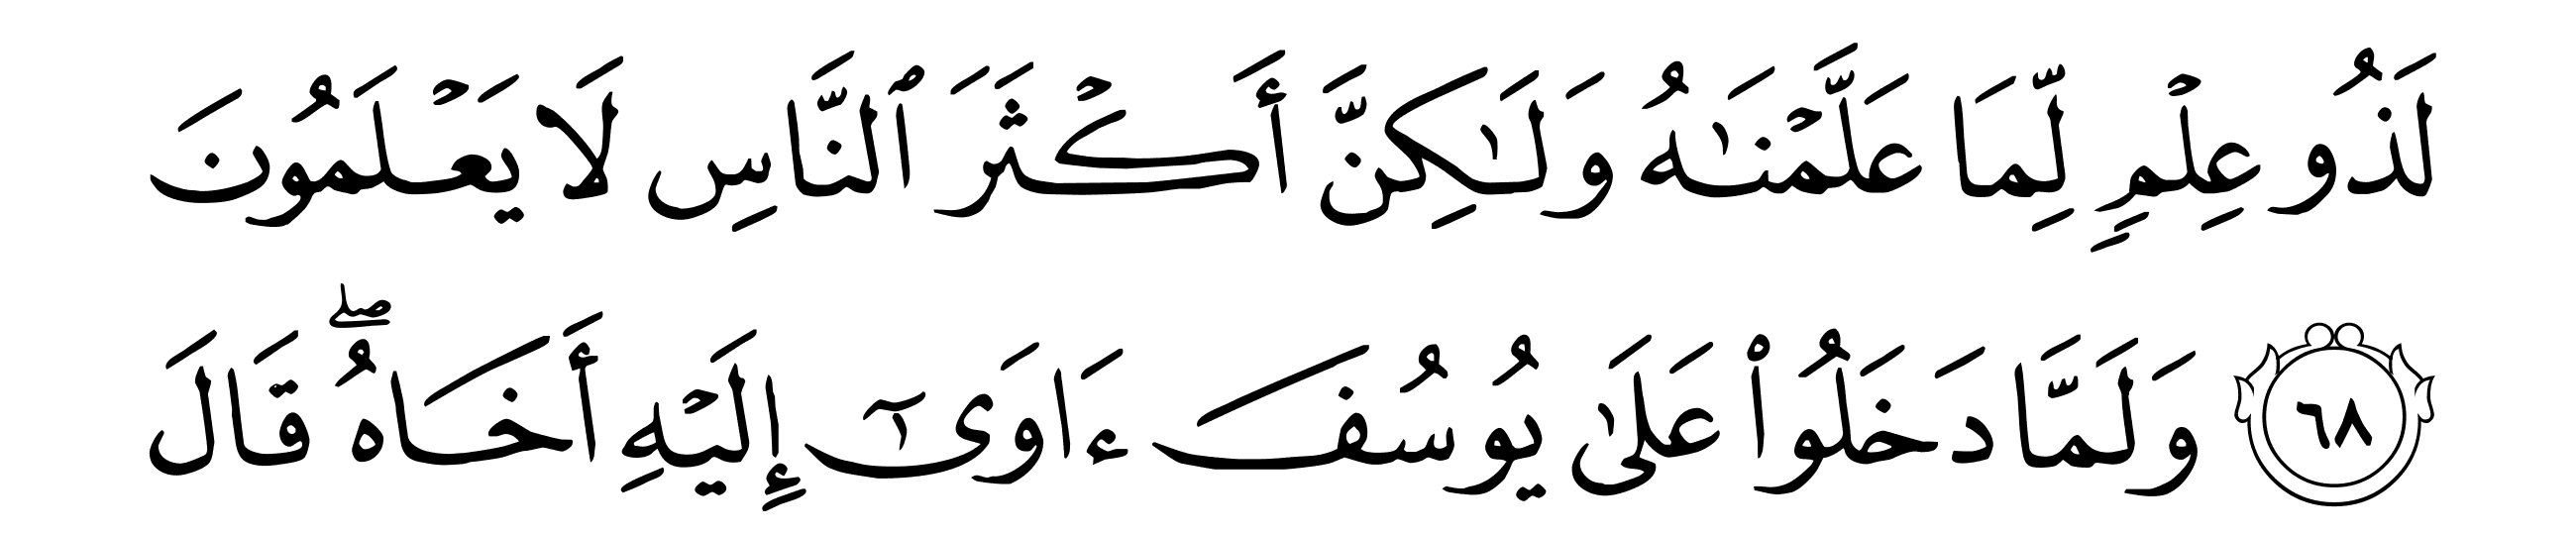 لَذُو عِلْمٍ لِّمَا عَلَّمْنَـٰهُ وَلَـٰكِنَّ أَكْثَرَ ٱلنَّاسِ لَا يَعْلَمُونَ
٦٨ وَلَمَّا دَخَلُوا۟ عَلَىٰ يُوسُفَ ءَاوَىٰٓ إِلَيْهِ أَخَاهُ ۖ قَالَ